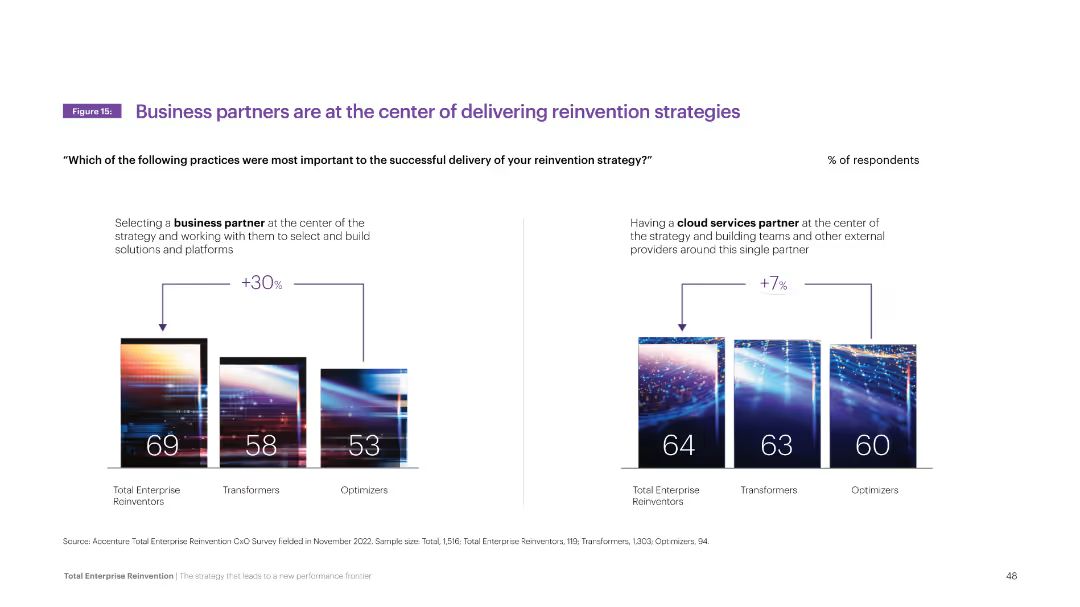 Figure 15:
Business partners are at the center of delivering reinvention strategies
“Which of the following practices were most important to the successful delivery of your reinvention strategy?”
% of respondents
Selecting a business partner at the center of the
strategy and working with them to select and build
solutions and platforms
+30%
69
58
53
Total Enterprise
Reinventors
Transformers
Optimizers
Having a cloud services partner at the center of
the strategy and building teams and other external
providers around this single partner
+7%
64
63
60
Total Enterprise
Reinventors
Transformers
Optimizers
Source: Accenture Total Enterprise Reinvention CxO Survey fielded in November 2022. Sample size: Total, 1,516; Total Enterprise Reinventors, 119; Transformers, 1,303; Optimizers, 94.
Total Enterprise Reinvention | The strategy that leads to a new performance frontier
48